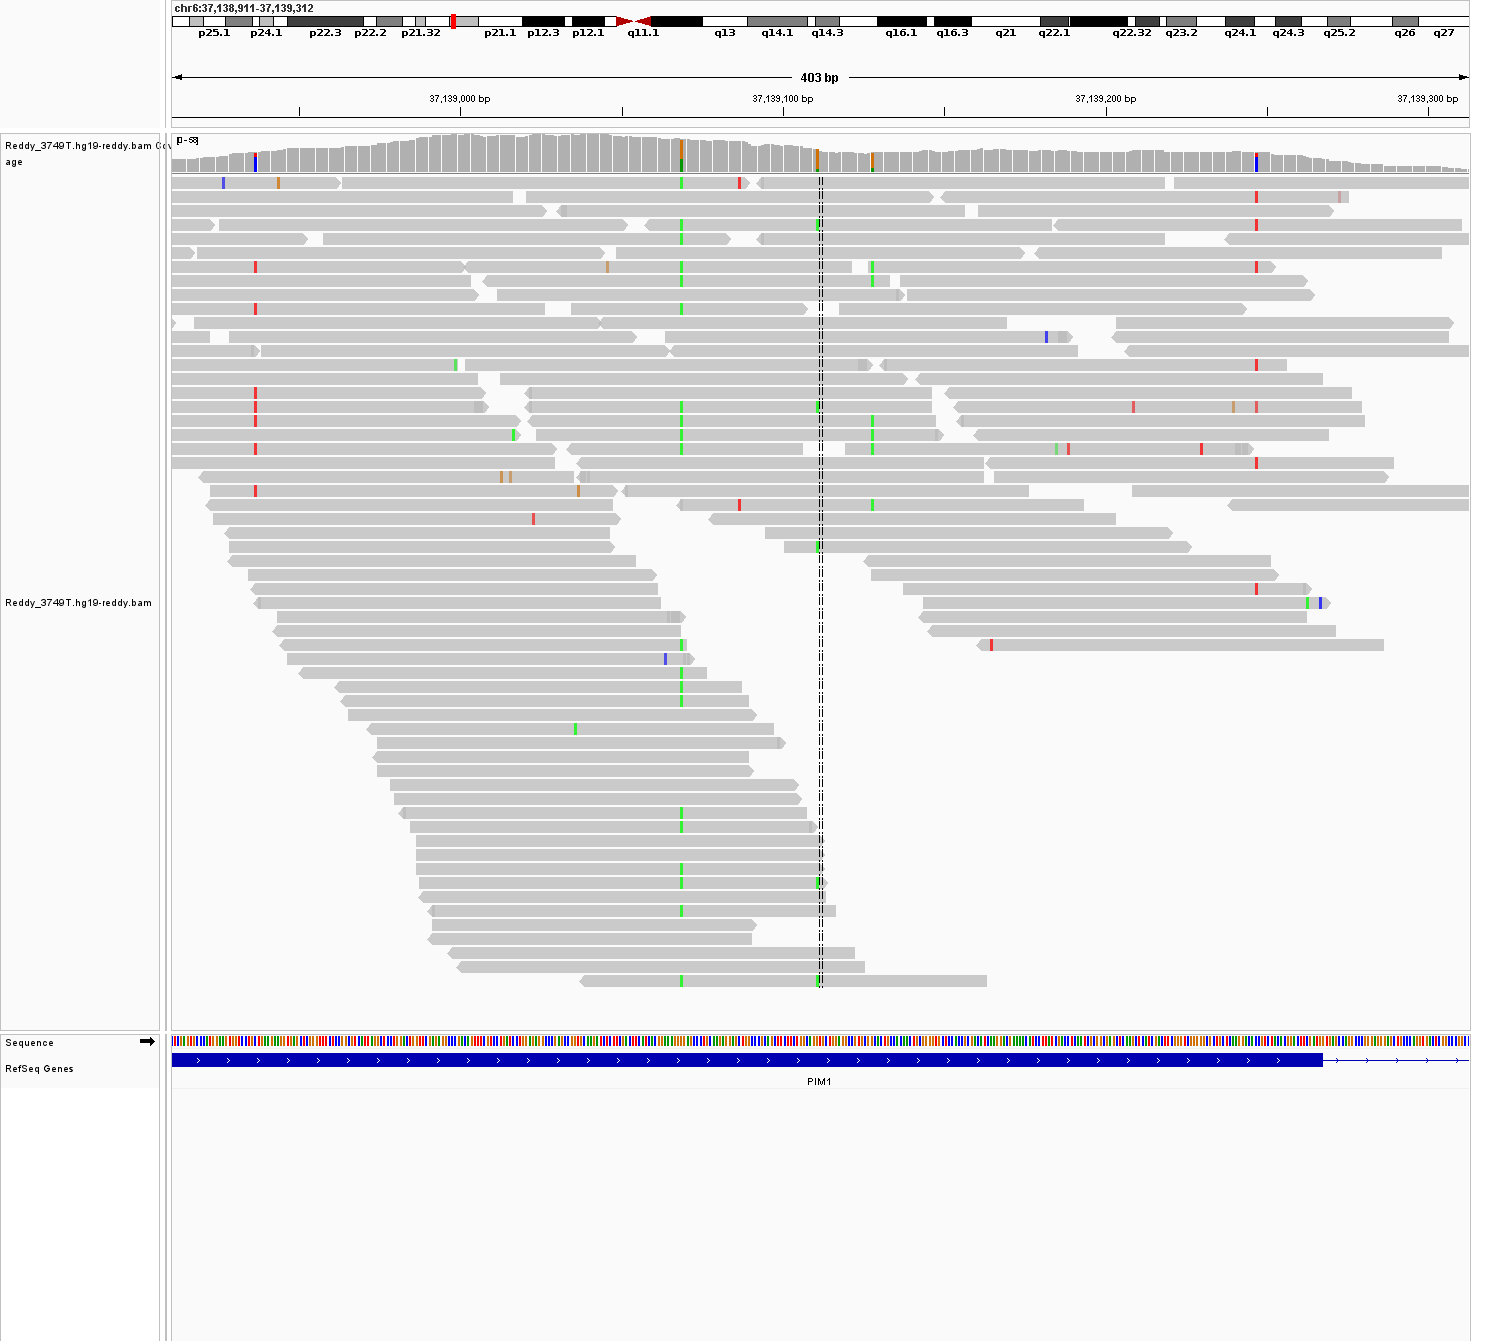 chr6:37,138,911-37,139,312
p25.1 p24.1 p22.3 p22.2 p21.32 p21.1 p12.3 p12.1 q11.1 q13 q14.1 q14.3 q16.1 q16.3 q21 q22.1 q22.32 q23.2 q24.1 q24.3 q25.2 q26 q27
403 bp
37,139,000 bp 37,139,100 bp 37,139,200 bp 37,139,300 bp
Reddy_3749T.hg19-reddy.bam
age
Reddy_3749T.hg19-reddy.bam
Sequence
RefSeq Genes
PIM1